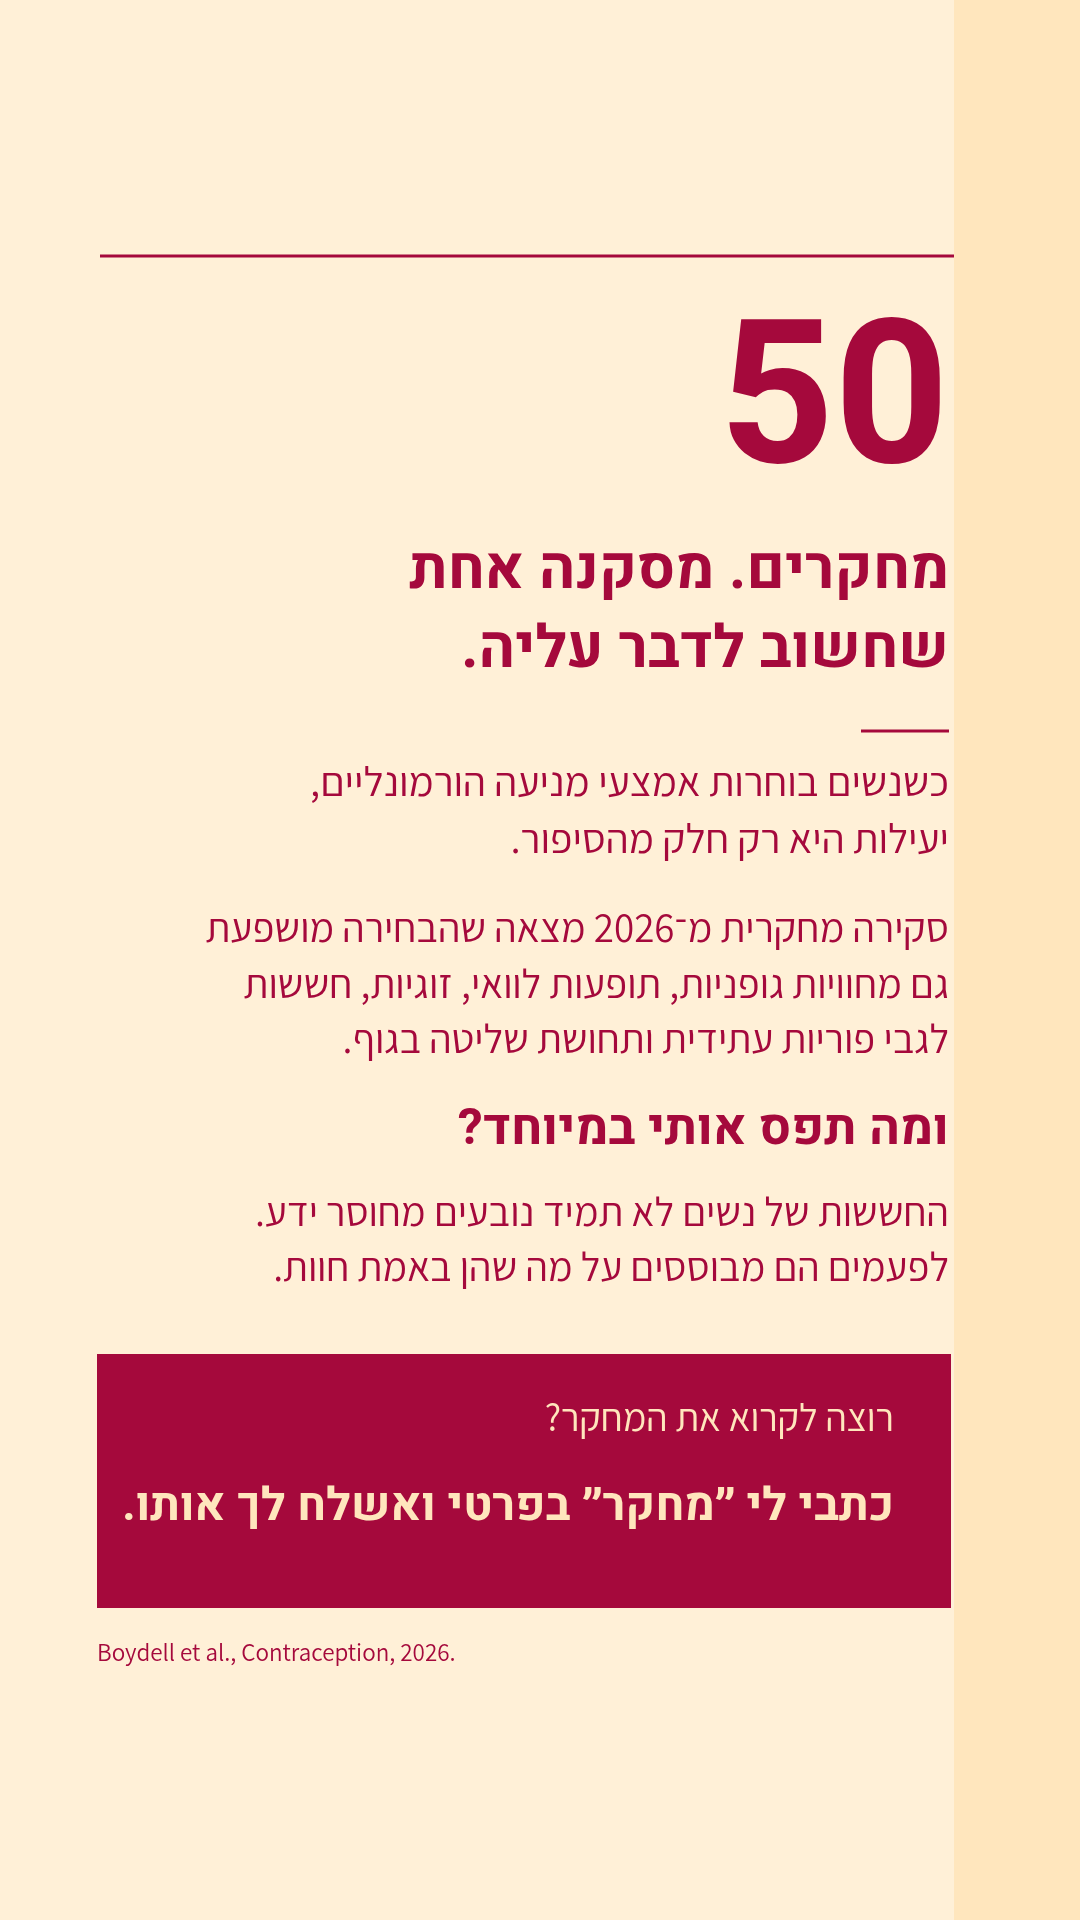 50
מחקרים. מסקנה אחת
שחשוב לדבר עליה.
כשנשים בוחרות אמצעי מניעה הורמונליים,
יעילות היא רק חלק מהסיפור.
סקירה מחקרית מ־2026 מצאה שהבחירה מושפעת
גם מחוויות גופניות, תופעות לוואי, זוגיות, חששות
לגבי פוריות עתידית ותחושת שליטה בגוף.
ומה תפס אותי במיוחד?
החששות של נשים לא תמיד נובעים מחוסר ידע.
לפעמים הם מבוססים על מה שהן באמת חוות.
רוצה לקרוא את המחקר?
כתבי לי ”מחקר” בפרטי ואשלח לך אותו.
Boydell et al., Contraception, 2026.